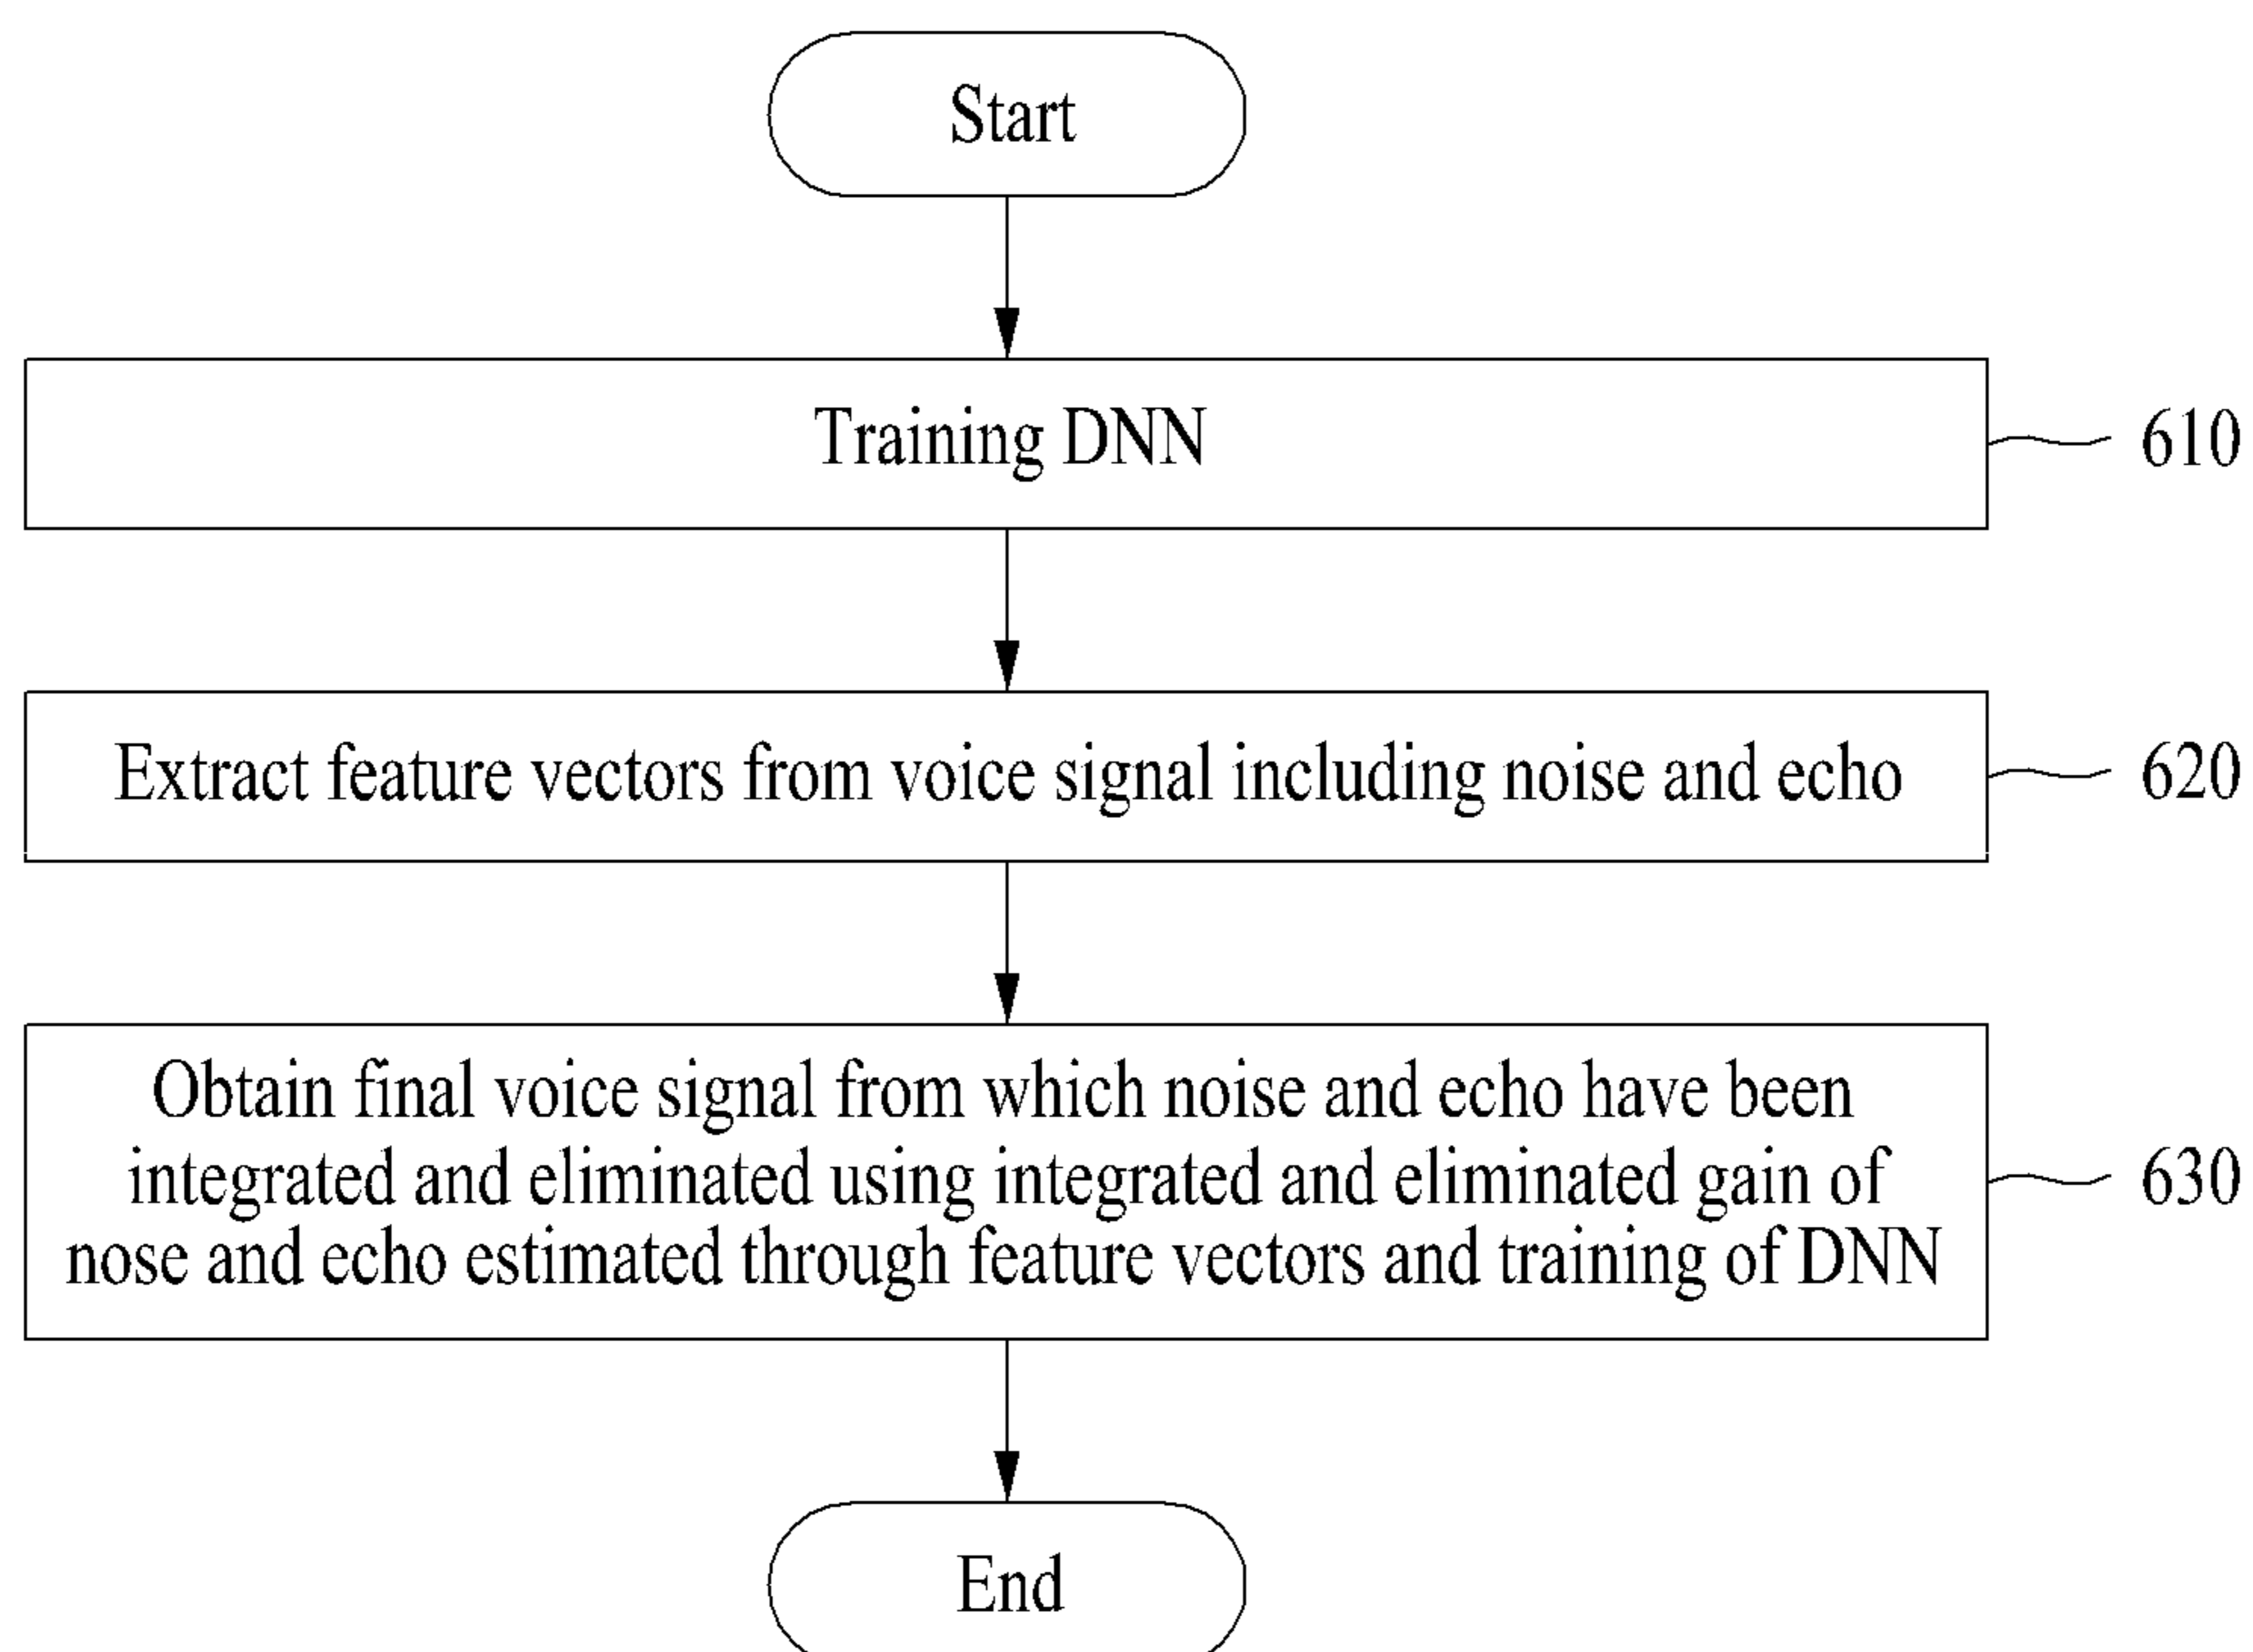 Start
Training DNN
610
Extract feature vectors from voice signal including noise and echo
620
Obtain final voice signal from which noise and echo have been
integrated and eliminated using integrated and eliminated gain of
nose and echo estimated through feature vectors and training of DNN
630
End